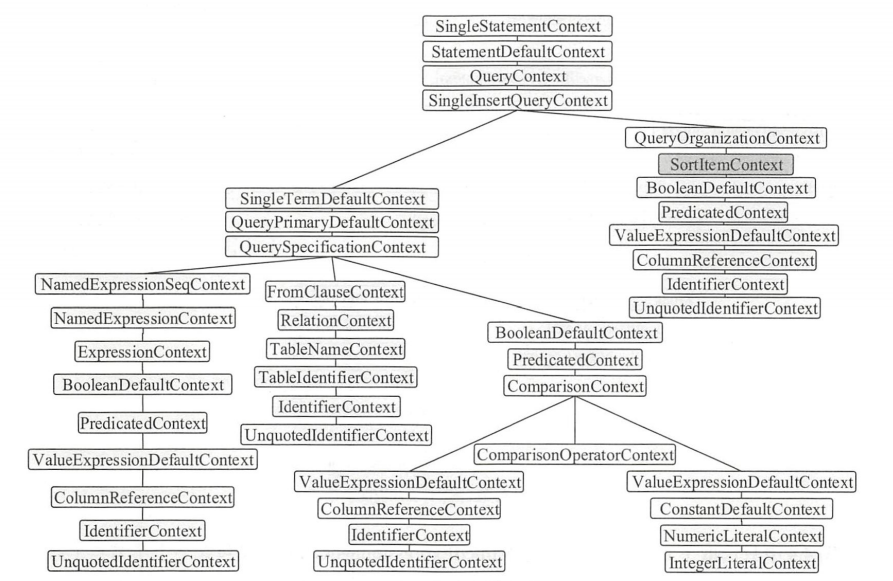 SingleStatementContext
StatementDefaultContext
QueryContext
SingleInsertQueryContext
QueryOrganizationContext
SortItemContext
BooleanDefaultContext
PredicatedContext
ValueExpressionDefaultContext
ColumnReferenceContext
IdentifierContext
UnquotedIdentifierContext
SingleTermDefaultContext
QueryPrimaryDefaultContext
QuerySpecificationContext
NamedExpressionSeqContext
NamedExpressionContext
ExpressionContext
BooleanDefaultContext
PredicatedContext
ValueExpressionDefaultContext
ColumnReferenceContext
IdentifierContext
UnquotedIdentifierContext
FromClauseContext
RelationContext
TableNameContext
TableIdentifierContext
IdentifierContext
UnquotedIdentifierContext
BooleanDefaultContext
PredicatedContext
ComparisonContext
ValueExpressionDefaultContext
ColumnReferenceContext
IdentifierContext
UnquotedIdentifierContext
ComparisonOperatorContext
ValueExpressionDefaultContext
ConstantDefaultContext
NumericLiteralContext
IntegerLiteralContext